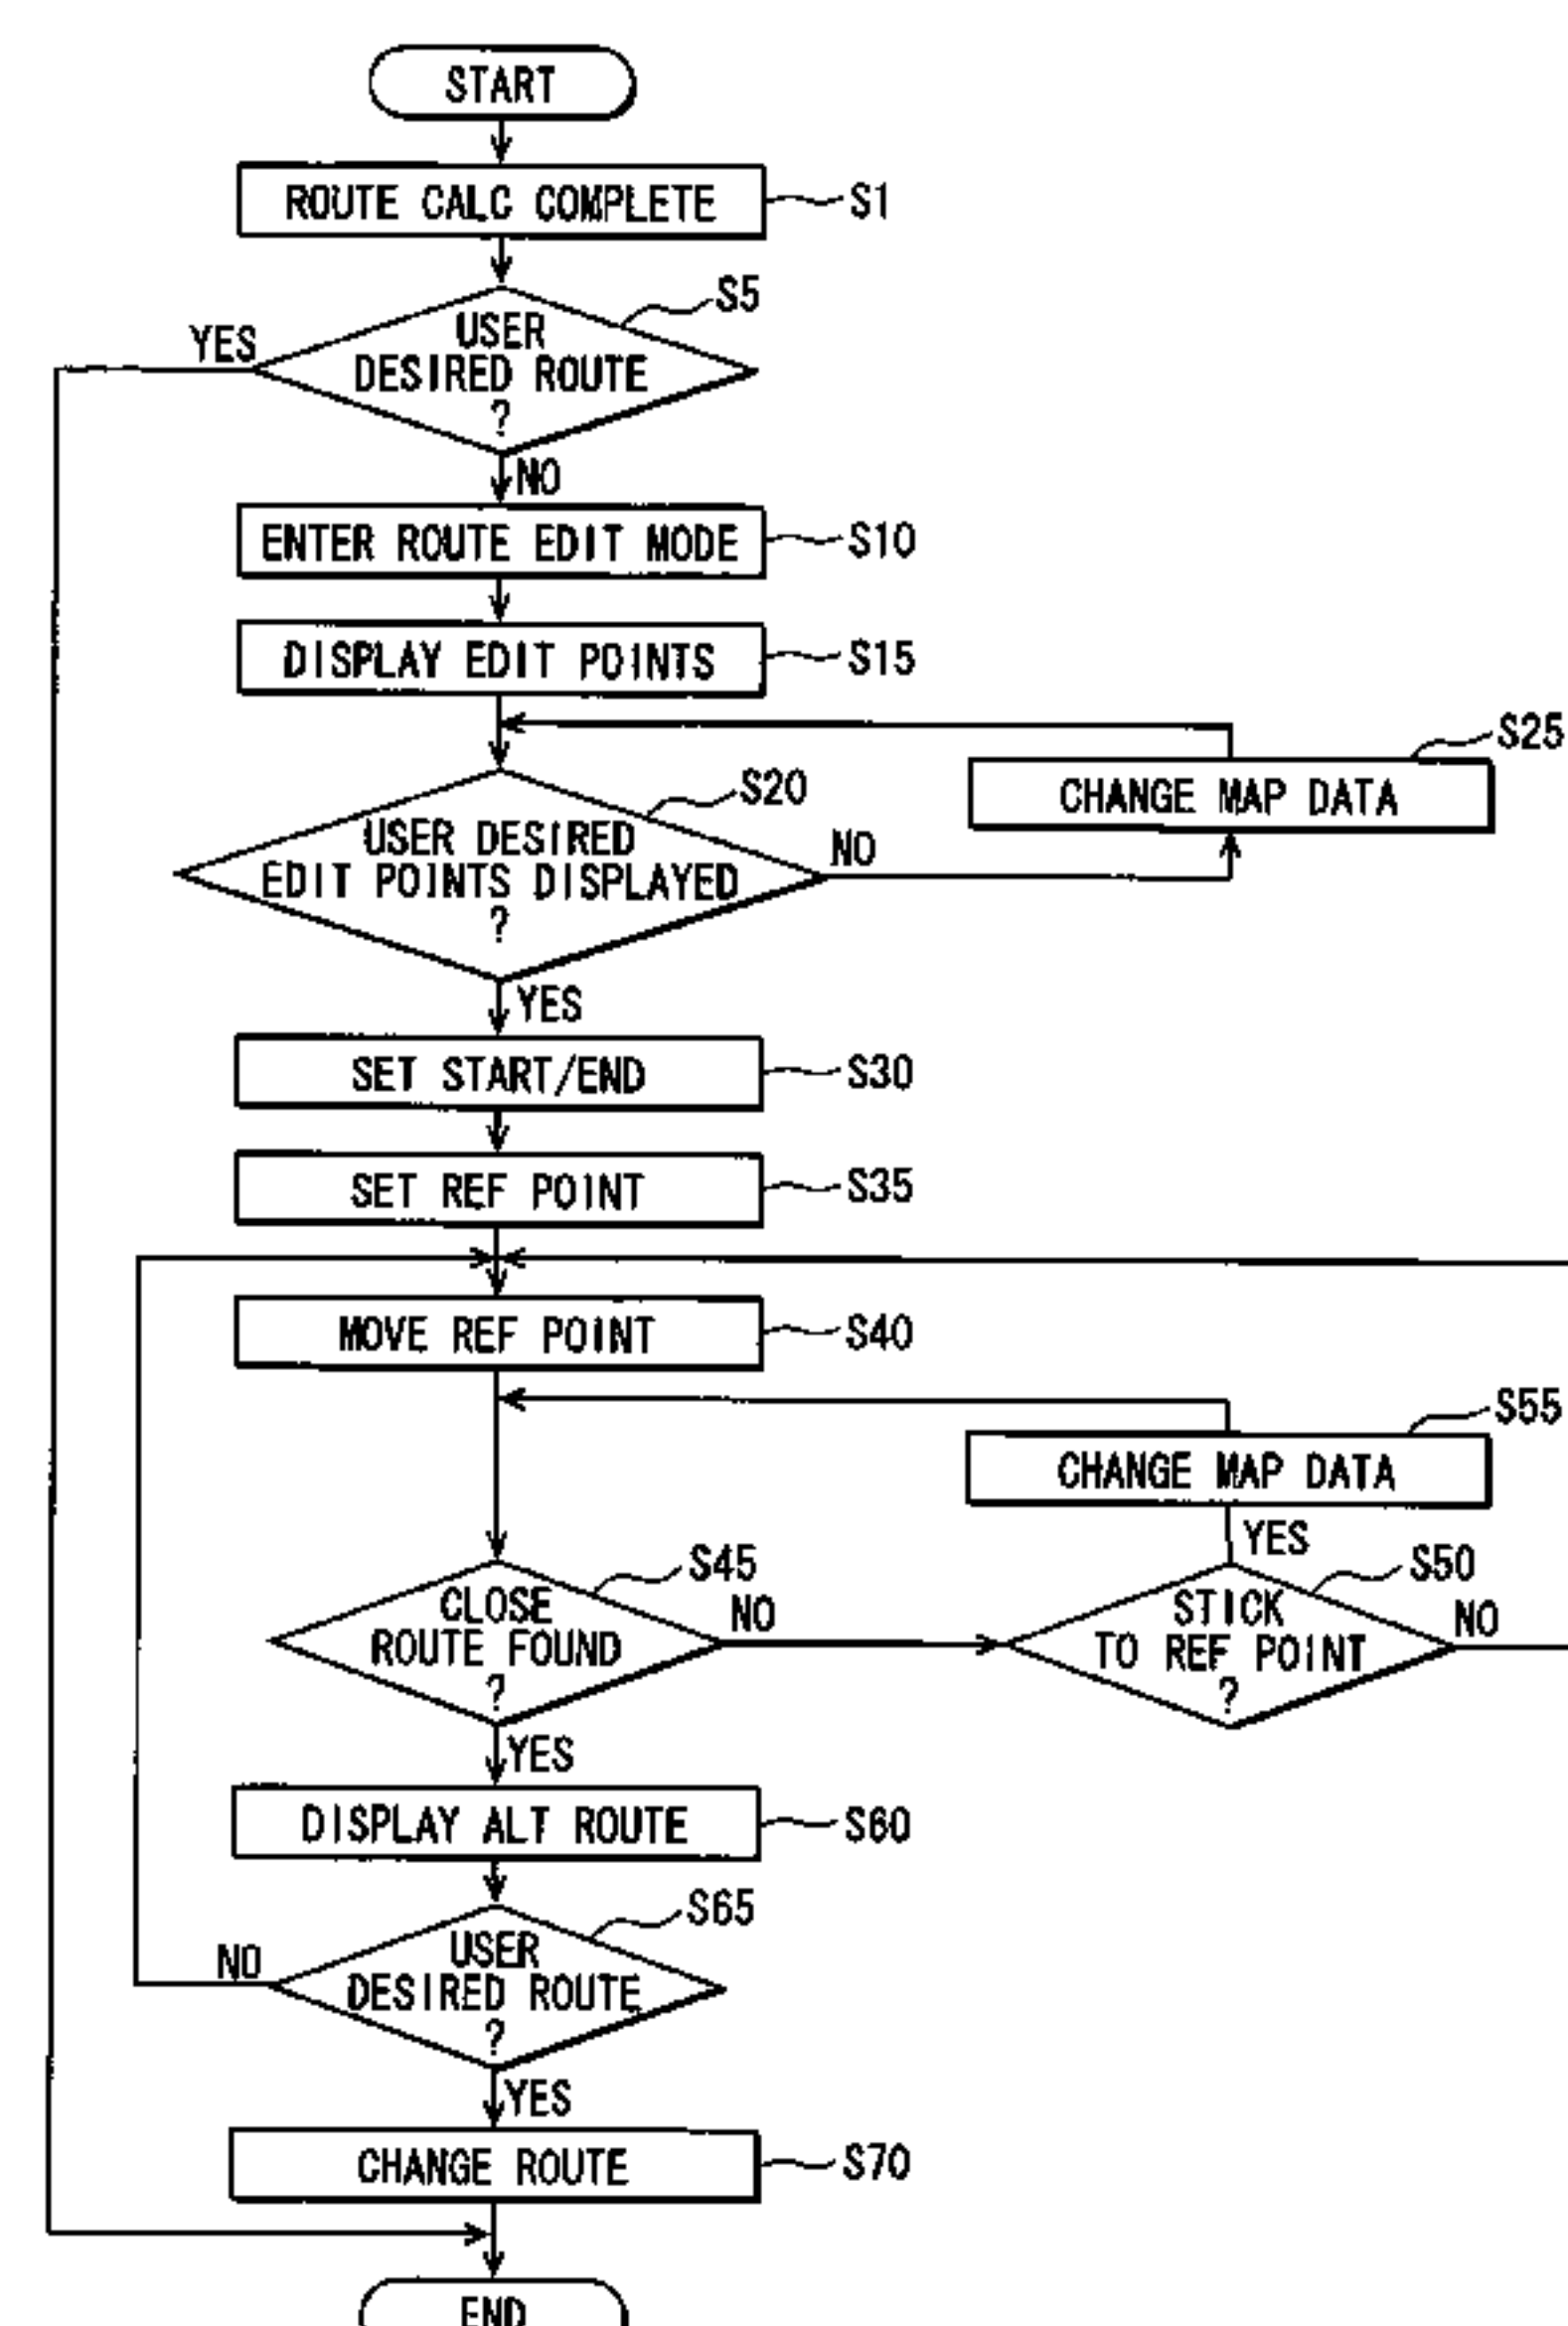 START
ROUTE CALC COMPLETE
S1
S5
YES
USER
DESIRED ROUTE
?
NO
ENTER ROUTE EDIT MODE
S10
DISPLAY EDIT POINTS
S15
S25
CHANGE MAP DATA
S20
USER DESIRED
EDIT POINTS DISPLAYED
?
NO
YES
SET START/END
S30
SET REF POINT
S35
MOVE REF POINT
S40
S55
CHANGE MAP DATA
YES
S45
CLOSE
ROUTE FOUND
?
NO
S50
STICK
TO REF POINT
?
NO
YES
DISPLAY ALT ROUTE
S60
S65
NO
USER
DESIRED ROUTE
?
YES
CHANGE ROUTE
S70
END